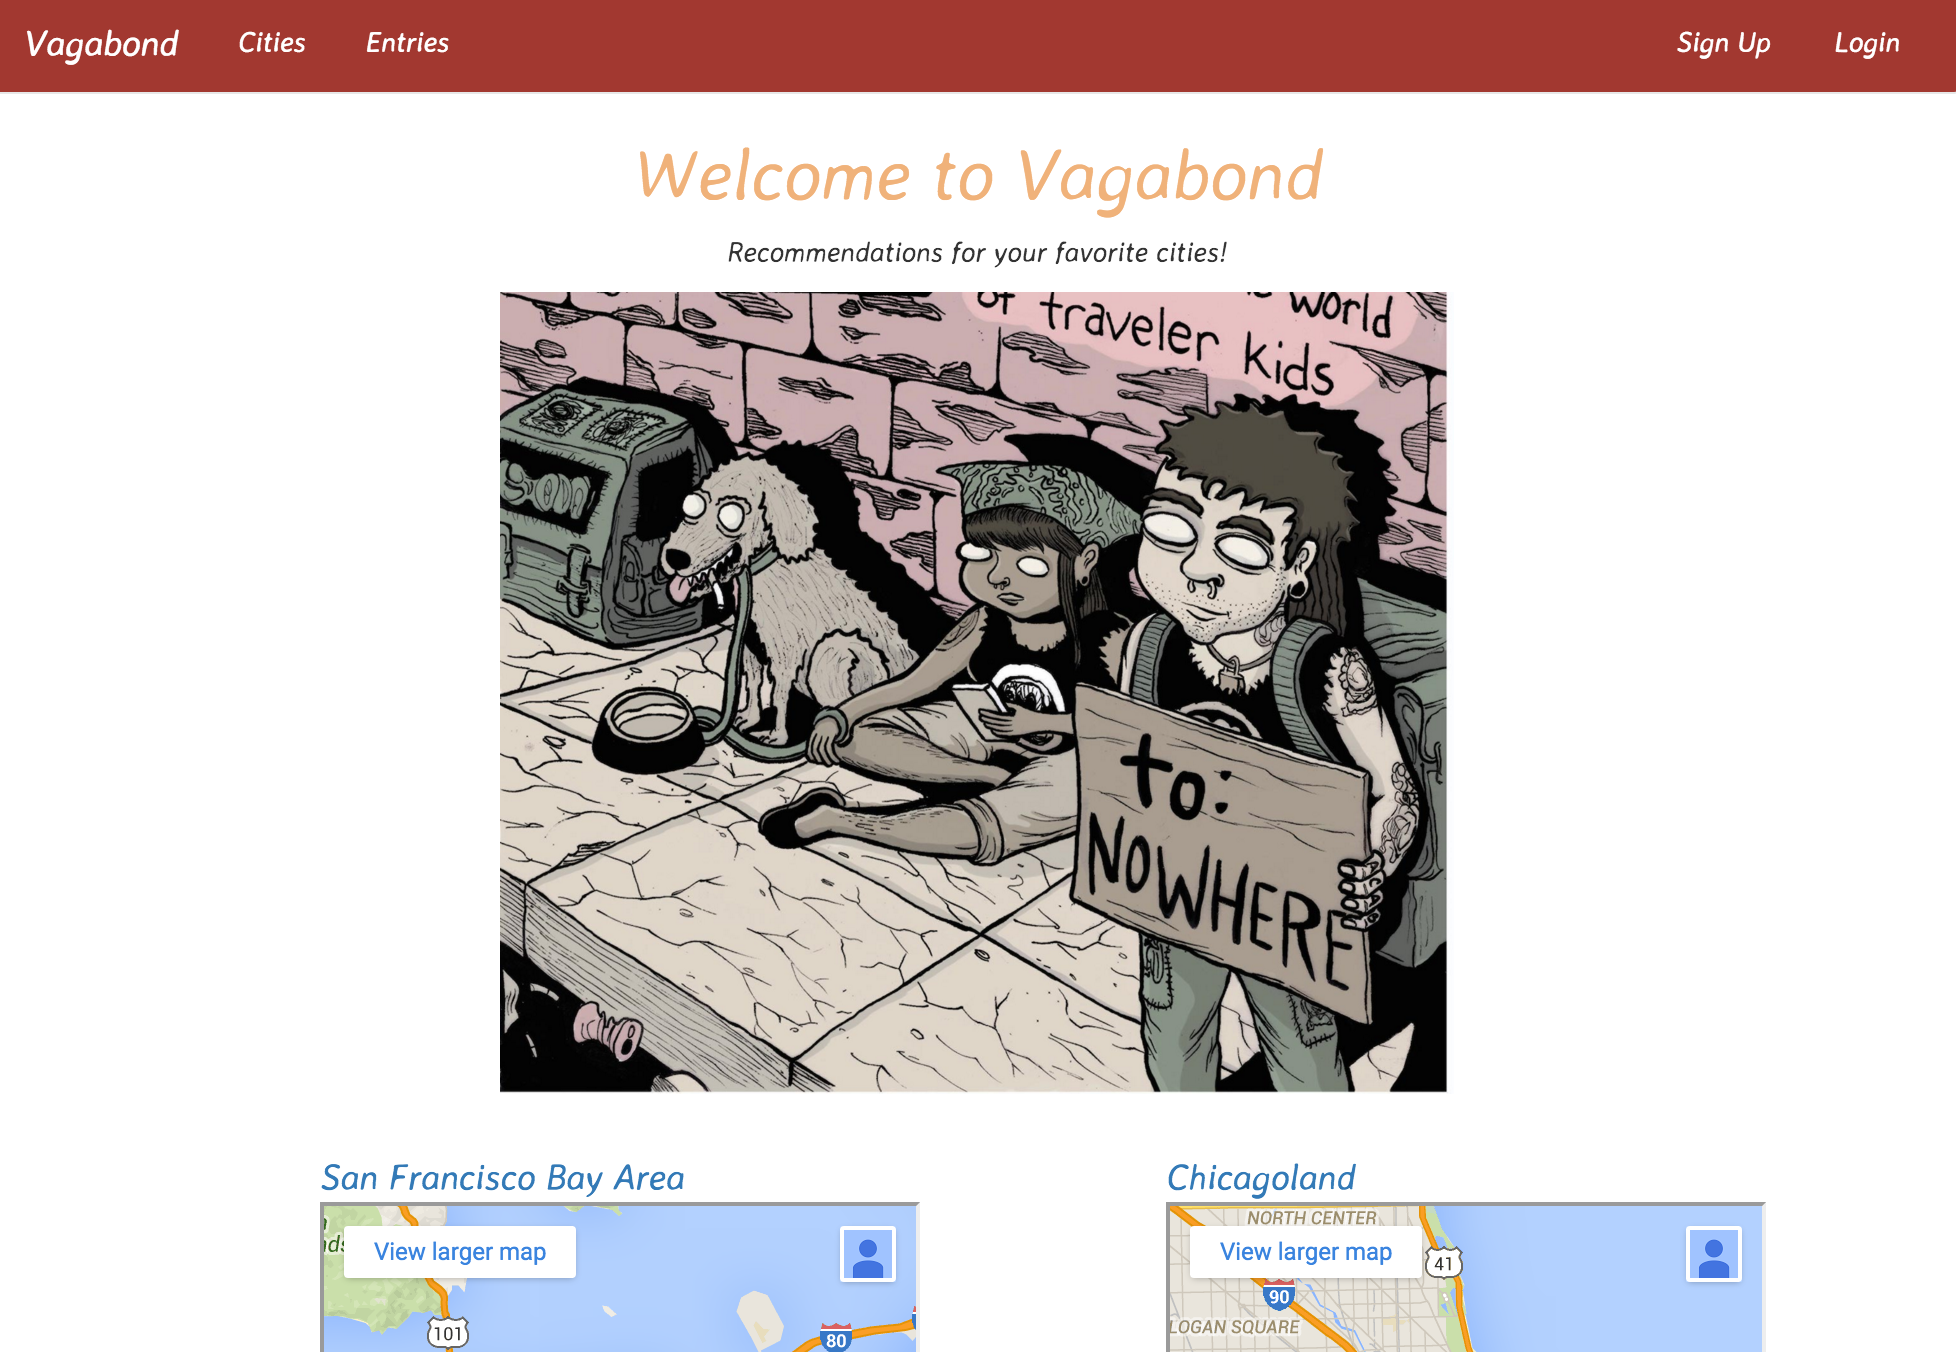 Vagabond Cities Entries Sign Up Login
Welcome to Vagabond
Recommendations for your favorite cities!
world
of traveler kids
to:
NOWHERE
San Francisco Bay Area
View larger map
101
80
Chicagoland
NORTH CENTER
View larger map
41
90
LOGAN SQUARE